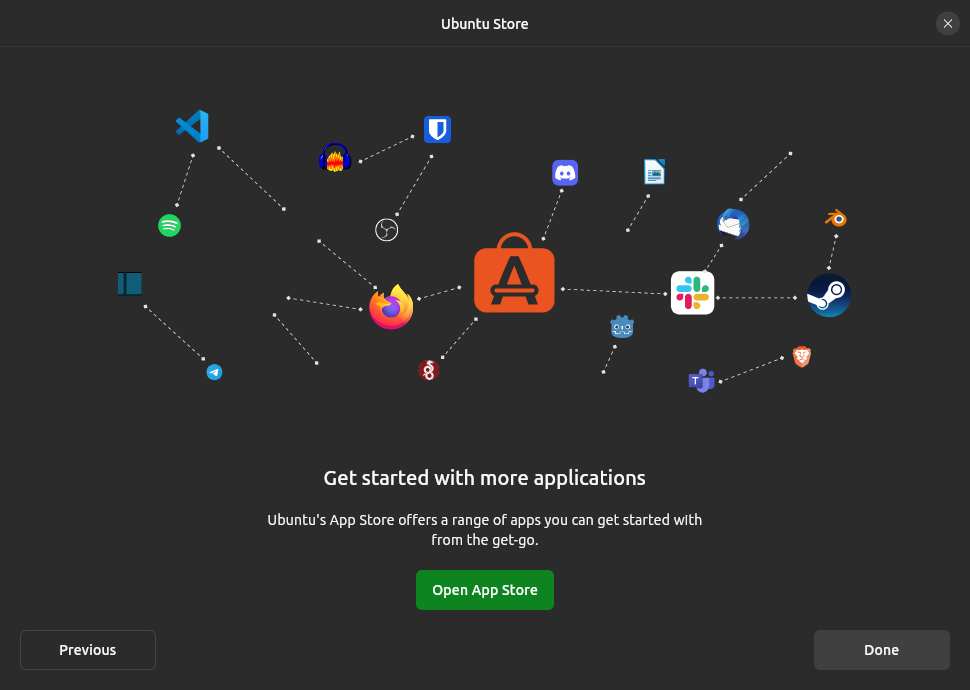 Ubuntu Store
Get started with more applications
Ubuntu's App Store offers a range of apps you can get started with
from the get-go.
Open App Store
Previous
Done